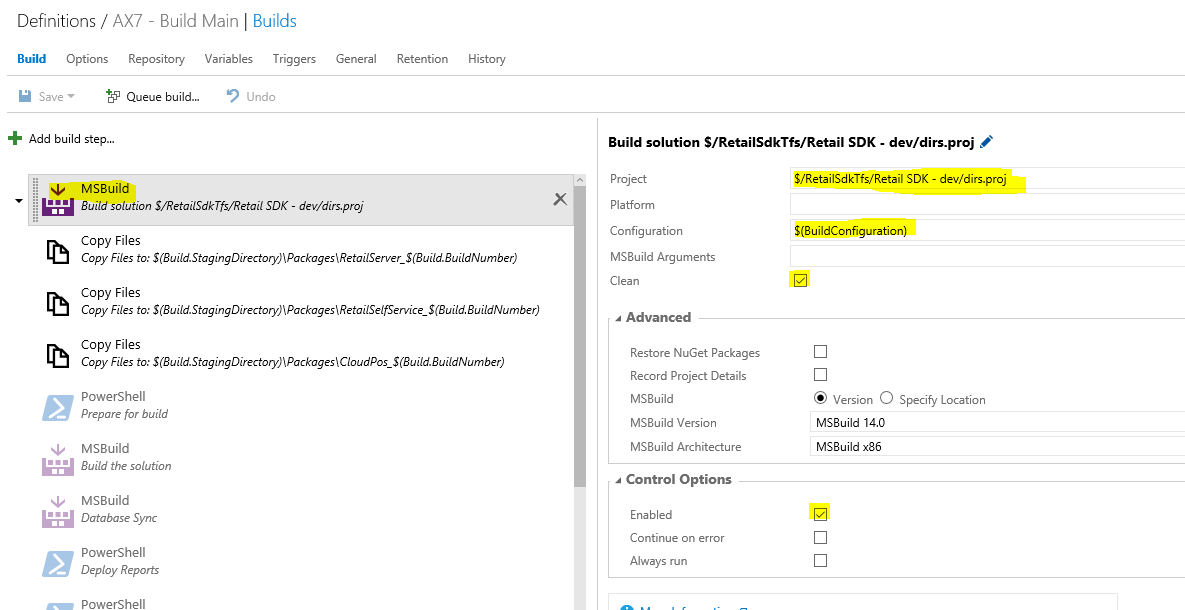 Definitions / AX7 - Build Main | Builds
Build Options Repository Variables Triggers General Retention History
Save Queue build... Undo
Add build step...
MSBuild
Build solution $/RetailSdkTfs/Retail SDK - dev/dirs.proj
Copy Files
Copy Files to: $(Build.StagingDirectory)\Packages\RetailServer_$(Build.BuildNumber)
Copy Files
Copy Files to: $(Build.StagingDirectory)\Packages\RetailSelfService_$(Build.BuildNumber)
Copy Files
Copy Files to: $(Build.StagingDirectory)\Packages\CloudPos_$(Build.BuildNumber)
PowerShell
Prepare for build
MSBuild
Build the solution
MSBuild
Database Sync
PowerShell
Deploy Reports
PowerShell
Build solution $/RetailSdkTfs/Retail SDK - dev/dirs.proj
Project $/RetailSdkTfs/Retail SDK - dev/dirs.proj
Platform
Configuration $(BuildConfiguration)
MSBuild Arguments
Clean
Advanced
Restore NuGet Packages
Record Project Details
MSBuild Version Specify Location
MSBuild Version MSBuild 14.0
MSBuild Architecture MSBuild x86
Control Options
Enabled
Continue on error
Always run